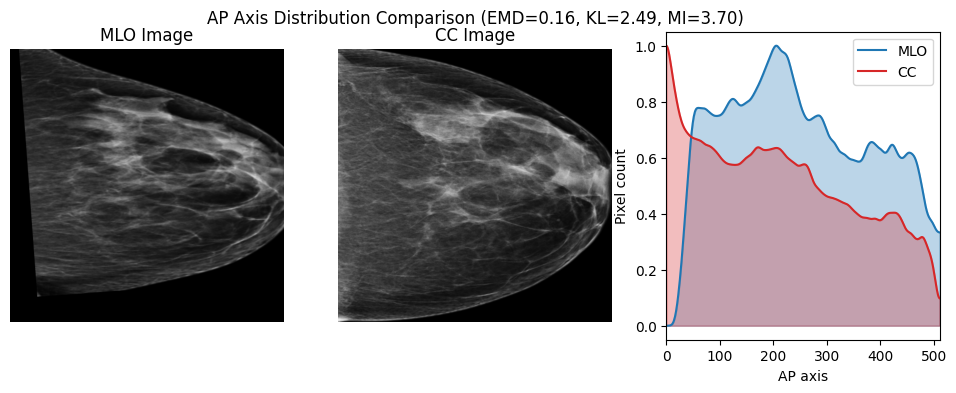 AP Axis Distribution Comparison (EMD=0.16, KL=2.49, MI=3.70)
MLO Image
CC Image
MLO
CC
Pixel count
1.0
0.8
0.6
0.4
0.2
0.0
0 100 200 300 400 500
AP axis